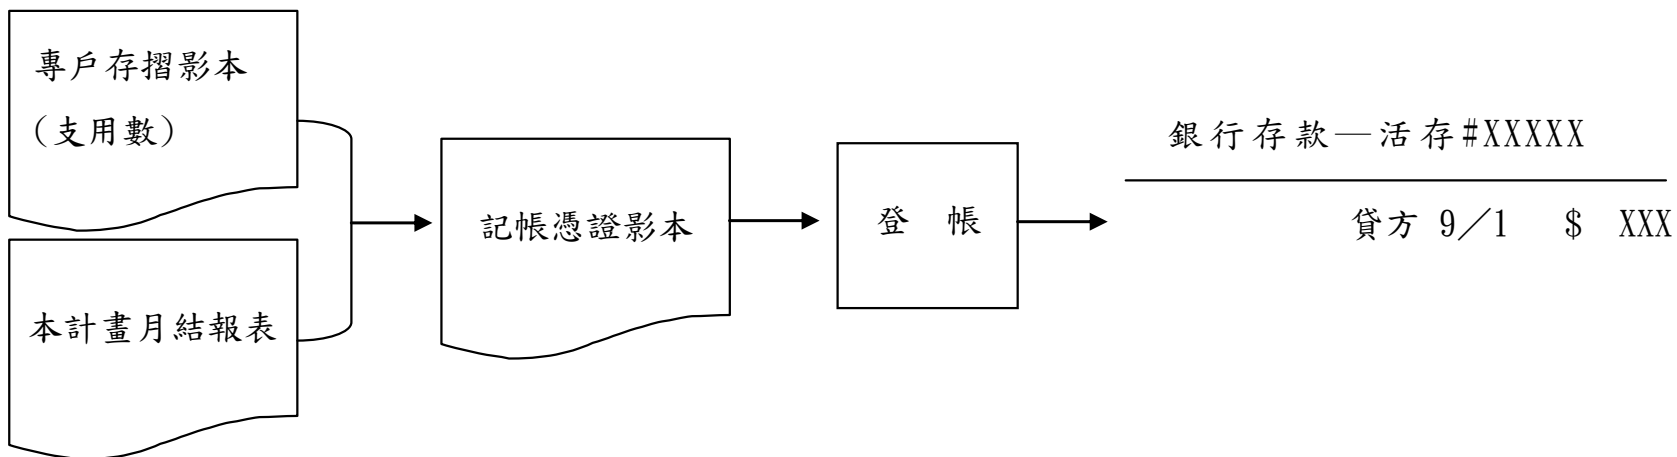 專戶存摺影本
(支用數)
本計畫月結報表
記帳憑證影本
登 帳
銀行存款—活存#XXXXX
貸方 9／1 $ XXX